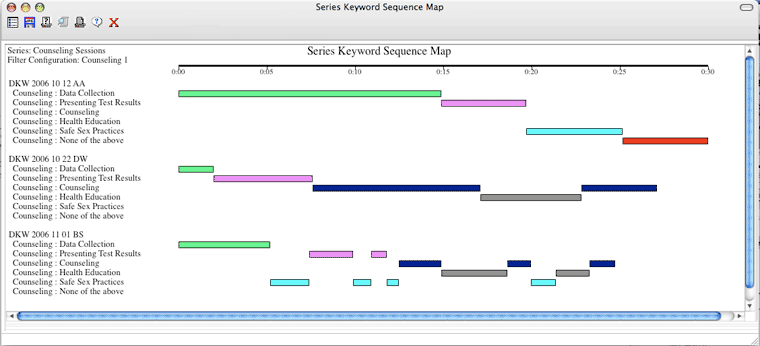 Series Keyword Sequence Map
Series: Counseling Sessions
Filter Configuration: Counseling 1
Series Keyword Sequence Map
0:00 0:05 0:10 0:15 0:20 0:25 0:30
DKW 2006 10 12 AA
Counseling : Data Collection
Counseling : Presenting Test Results
Counseling : Counseling
Counseling : Health Education
Counseling : Safe Sex Practices
Counseling : None of the above
DKW 2006 10 22 DW
Counseling : Data Collection
Counseling : Presenting Test Results
Counseling : Counseling
Counseling : Health Education
Counseling : Safe Sex Practices
Counseling : None of the above
DKW 2006 11 01 BS
Counseling : Data Collection
Counseling : Presenting Test Results
Counseling : Counseling
Counseling : Health Education
Counseling : Safe Sex Practices
Counseling : None of the above